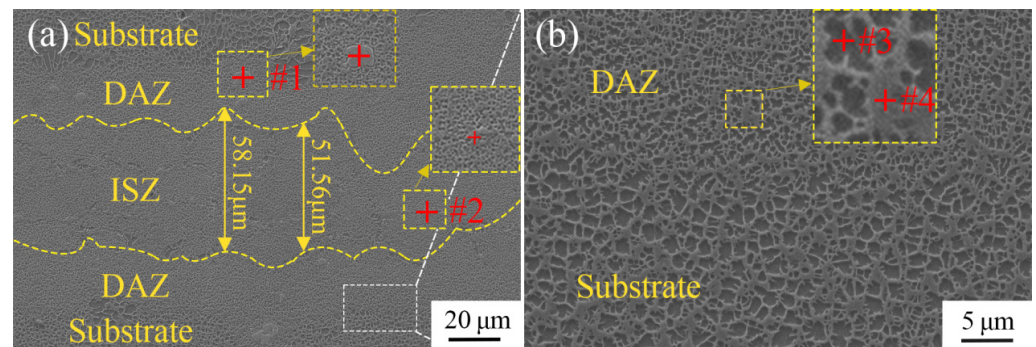 (a)
Substrate
#1
DAZ
58.15μm
51.56μm
ISZ
#2
DAZ
Substrate
20 μm
(b)
#3
DAZ
#4
Substrate
5 μm